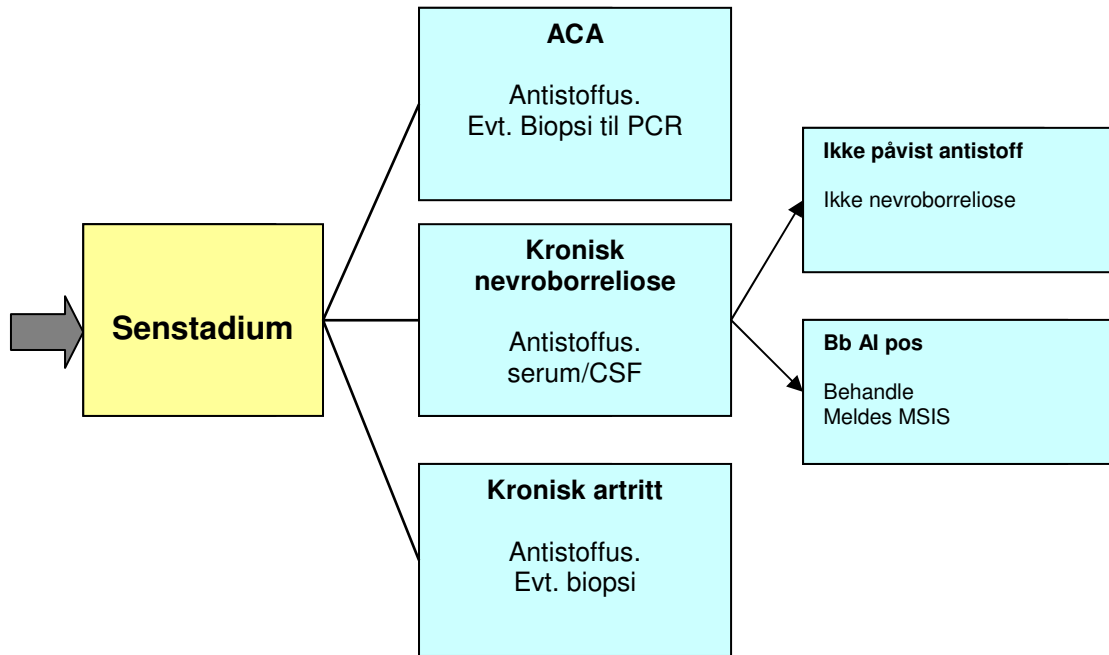 ACA
Antistoffus.
Evt. Biopsi til PCR
Ikke påvist antistoff
Ikke nevroborreliose
Senstadium
Kronisk
nevroborreliose
Antistoffus.
serum/CSF
Bb AI pos
Behandle
Meldes MSIS
Kronisk artritt
Antistoffus.
Evt. biopsi